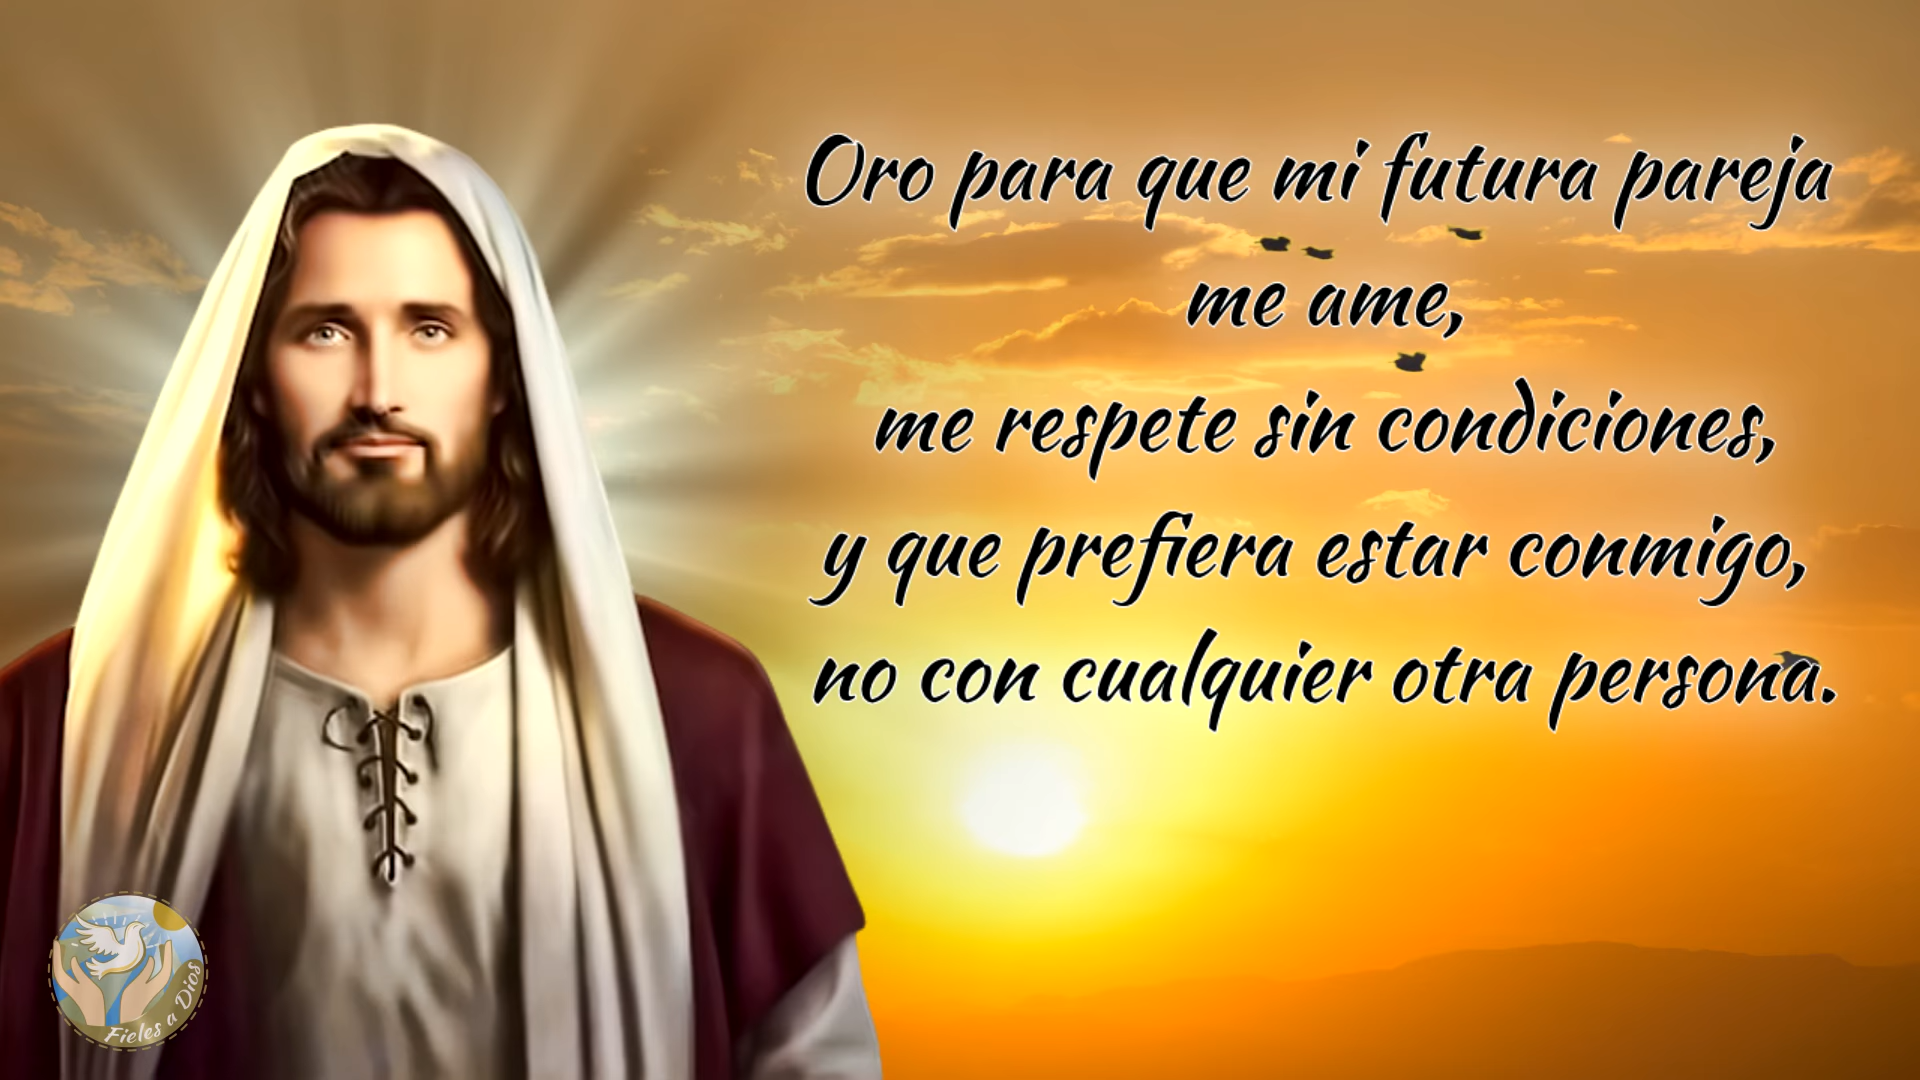 Oro para que mi futura pareja
me ame,
me respete sin condiciones,
y que prefiera estar conmigo,
no con cualquier otra persona.
Fieles a Dios